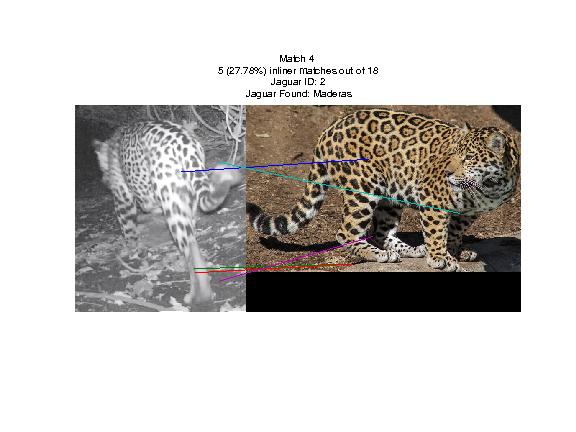 Match 4
5 (27.78%) inliner matches out of 18
Jaguar ID: 2
Jaguar Found: Maderas